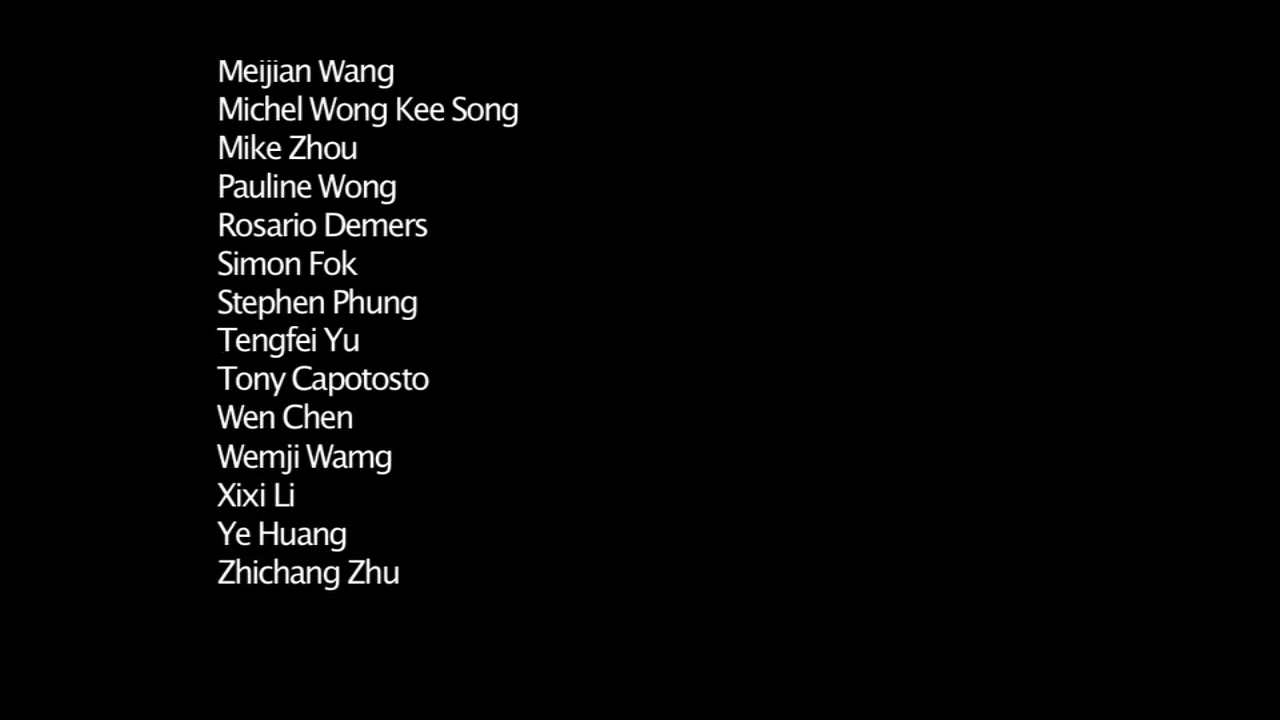 Meijian Wang
Michel Wong Kee Song
Mike Zhou
Pauline Wong
Rosario Demers
Simon Fok
Stephen Phung
Tengfei Yu
Tony Capotosto
Wen Chen
Wemji Wamg
Xixi Li
Ye Huang
Zhichang Zhu